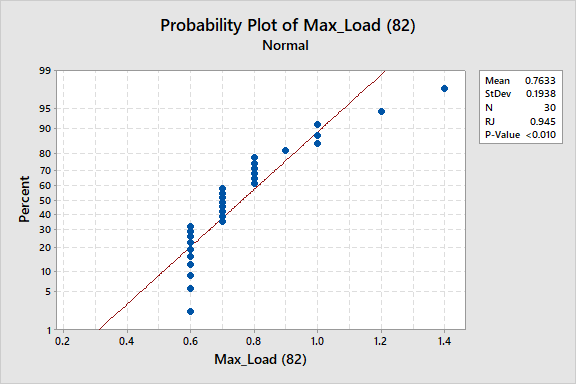 Probability Plot of Max_Load (82)
Normal
Mean 0.7633
StDev 0.1938
N 30
RJ 0.945
P-Value <0.010
Percent
99
95
90
80
70
60
50
40
30
20
10
5
1
0.2 0.4 0.6 0.8 1.0 1.2 1.4
Max_Load (82)